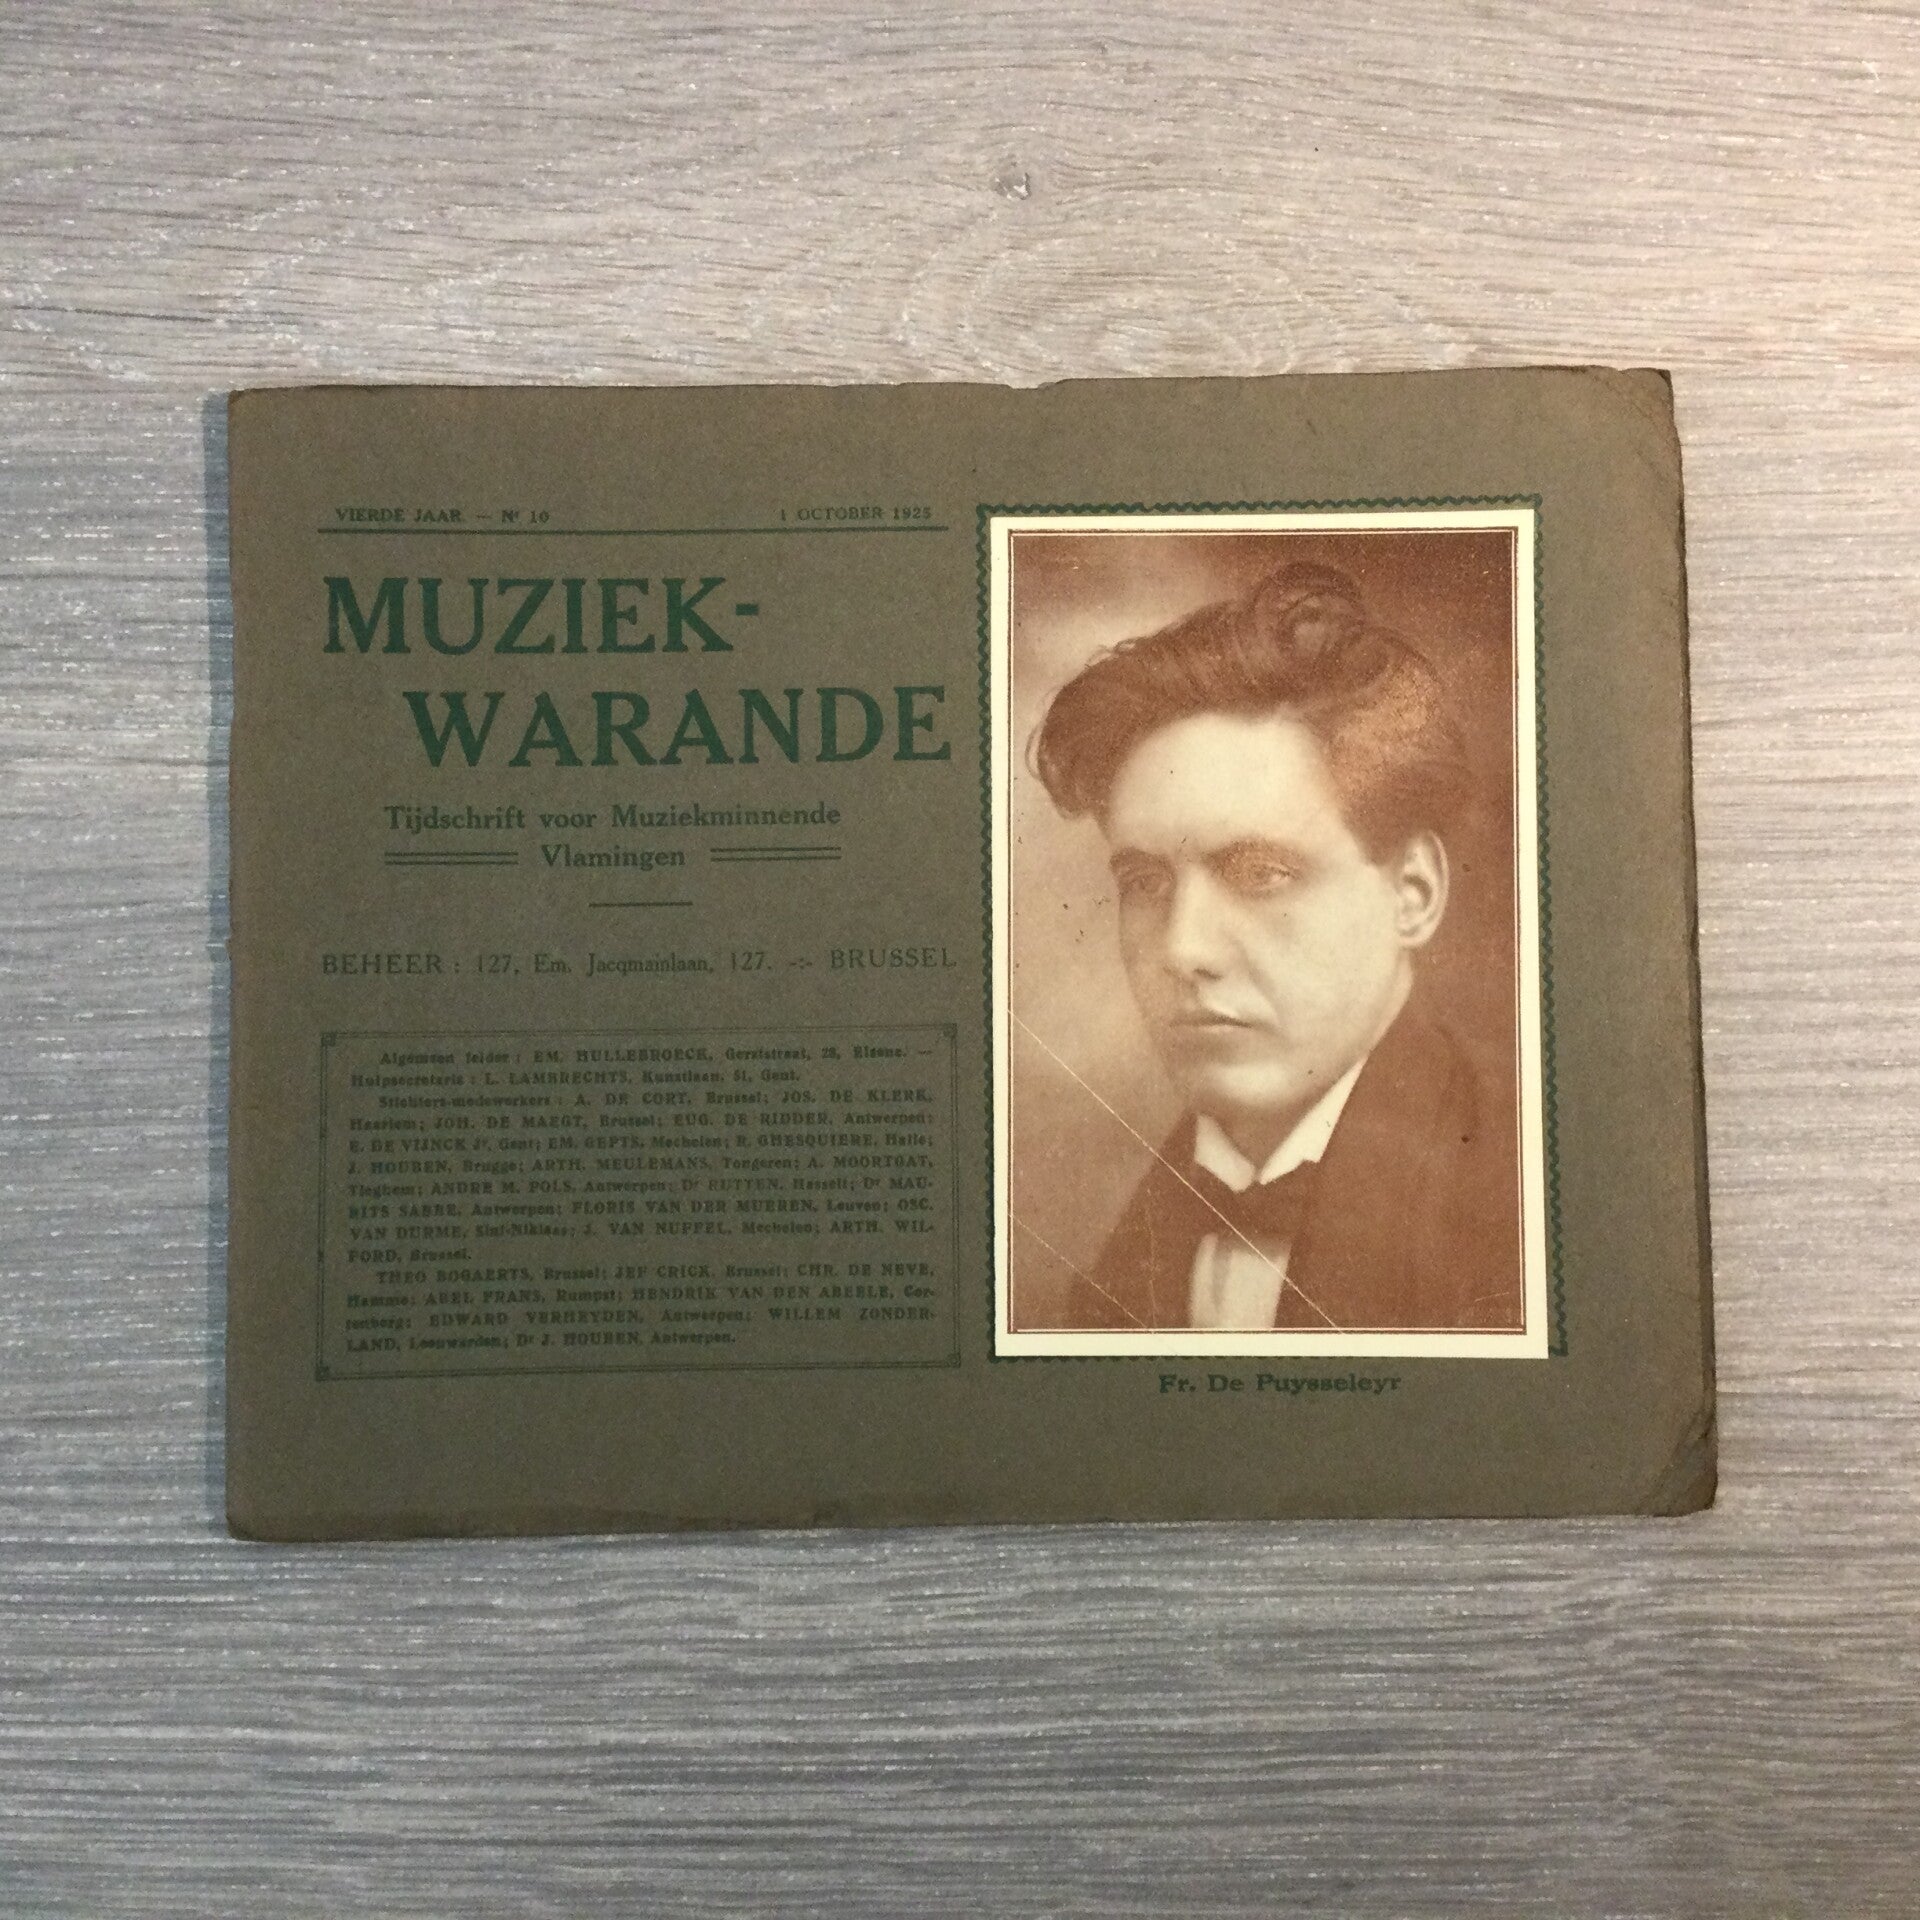 VIERDE JAAR. — Nr 10
1 OCTOBER 1925
MUZIEK-
WARANDE
Tijdschrift voor Muziekminnende
Vlamingen
BEHEER : 127, Em. Jacqmainlaan, 127. -:- BRUSSEL
Algemeen leider : EM. HULLEBROECK, Gerststraat, 28, Elsene. —
Hulpsecretaris : L. LAMBRECHTS, Kunstlaan, 51, Gent.
Stichters-medewerkers : A. DE CORT, Brussel; JOS. DE KLERK,
Haarlem; JOH. DE MAEGT, Brussel; EUG. DE RIDDER, Antwerpen;
E. DE VIJNCK Jr, Gent; EM. GEPTS, Mechelen; R. GHESQUIERE, Halle;
J. HOUBEN, Brugge; ARTH. MEULEMANS, Tongeren; A. MOORTGAT,
Tieghem; ANDRE M. POLS, Antwerpen; Dr RUTTEN, Hasselt; Dr MAU-
RITS SABBE, Antwerpen; FLORIS VAN DER MUEREN, Leuven; OSC.
VAN DURME, Sint-Niklaas; J. VAN NUFFEL, Mechelen; ARTH. WIL-
FORD, Brussel.
THEO BOGAERTS, Brussel; JEF CRICK, Brussel; CHR. DE NEVE,
Hamme; ABEL FRANS, Rumpst; HENDRIK VAN DEN ABEELE, Cor-
tenberg; EDWARD VERHEYDEN, Antwerpen; WILLEM ZONDER-
LAND, Leeuwarden; Dr J. HOUBEN, Antwerpen.
Fr. De Puysseleyr